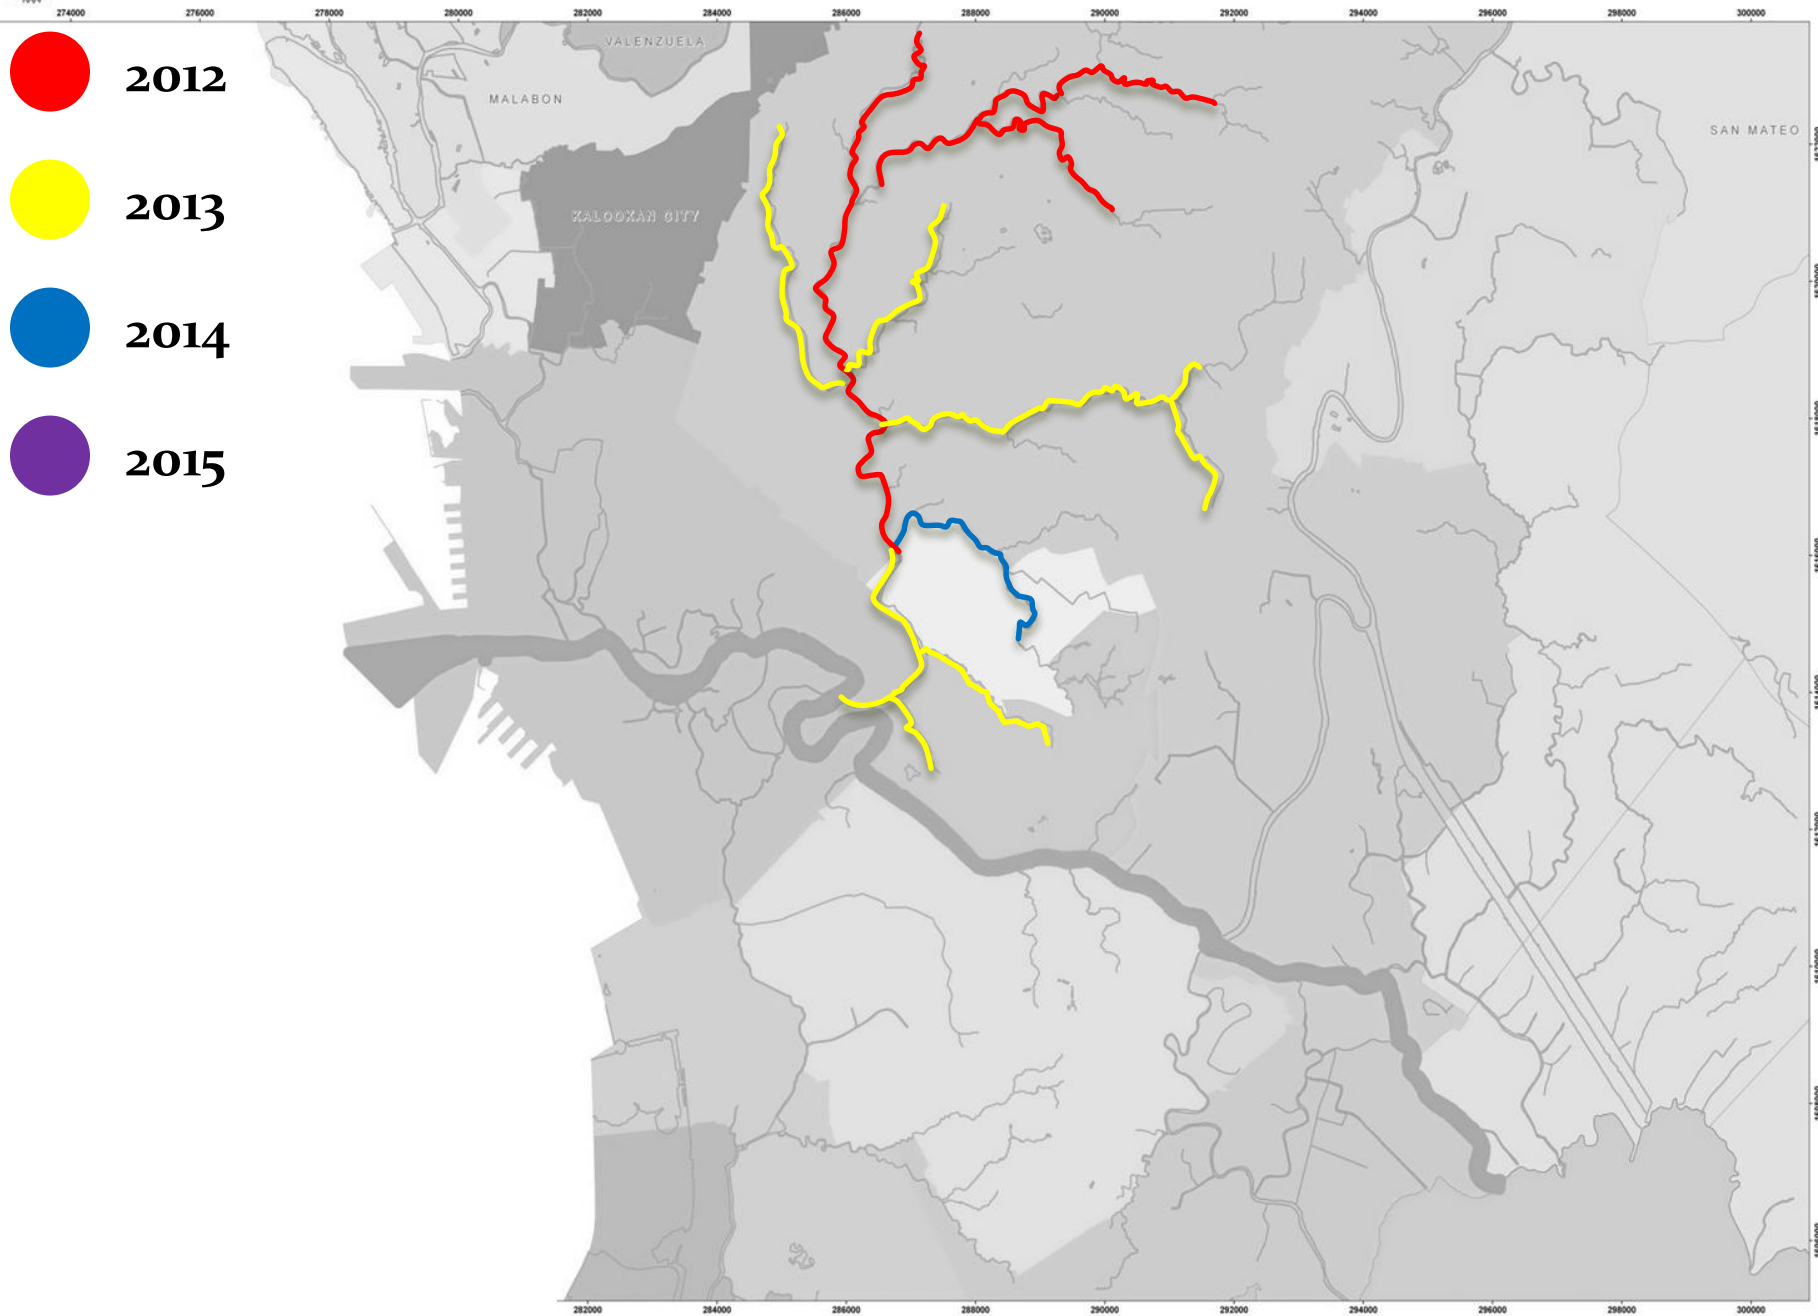 274000 276000 278000 280000 282000 284000 286000 288000 290000 292000 294000 296000 298000 300000
VALENZUELA
2012
MALABON
SAN MATEO
2013
KALOOKAN CITY
2014
2015
282000 284000 286000 288000 290000 292000 294000 296000 298000 300000